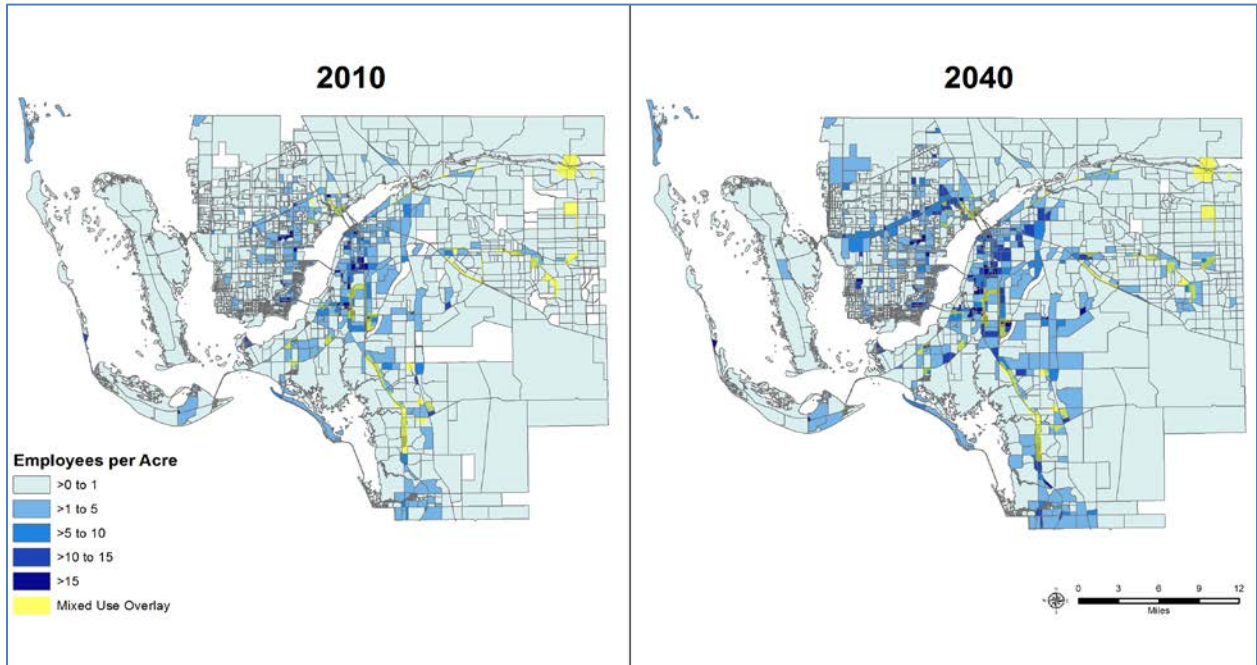 2010
2040
Employees per Acre
>0 to 1
>1 to 5
>5 to 10
>10 to 15
>15
Mixed Use Overlay
0 3 6 9 12
Miles